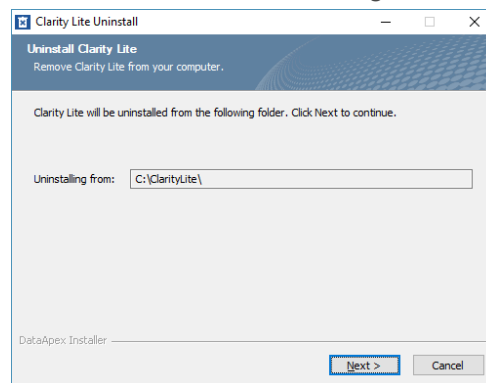 Clarity Lite Uninstall
Uninstall Clarity Lite
Remove Clarity Lite from your computer.
Clarity Lite will be uninstalled from the following folder. Click Next to continue.
Uninstalling from: C:\ClarityLite\
DataApex Installer
Next >
Cancel